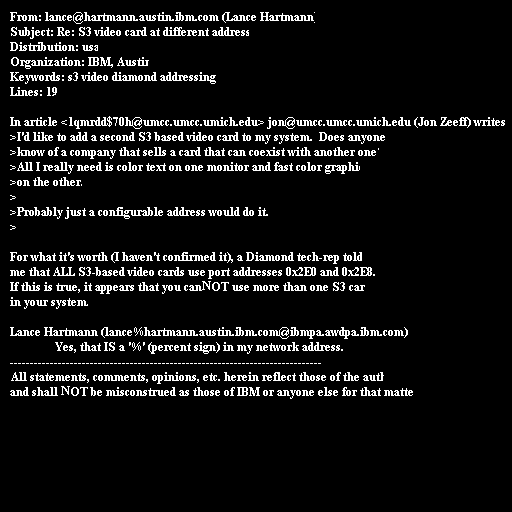 From: lance@hartmann.austin.ibm.com (Lance Hartmann)
Subject: Re: S3 video card at different address
Distribution: usa
Organization: IBM, Austin
Keywords: s3 video diamond addressing
Lines: 19

In article <1qmrdd$70h@umcc.umcc.umich.edu> jon@umcc.umcc.umich.edu (Jon Zeeff) writes
>I'd like to add a second S3 based video card to my system.  Does anyone
>know of a company that sells a card that can coexist with another one
>All I really need is color text on one monitor and fast color graphi
>on the other.
>
>Probably just a configurable address would do it.
>

For what it's worth (I haven't confirmed it), a Diamond tech-rep told
me that ALL S3-based video cards use port addresses 0x2E0 and 0x2E8.
If this is true, it appears that you canNOT use more than one S3 car
in your system.

Lance Hartmann (lance%hartmann.austin.ibm.com@ibmpa.awdpa.ibm.com)
Yes, that IS a '%' (percent sign) in my network address.
------------------------------------------------------------------------------
All statements, comments, opinions, etc. herein reflect those of the auth
and shall NOT be misconstrued as those of IBM or anyone else for that matte